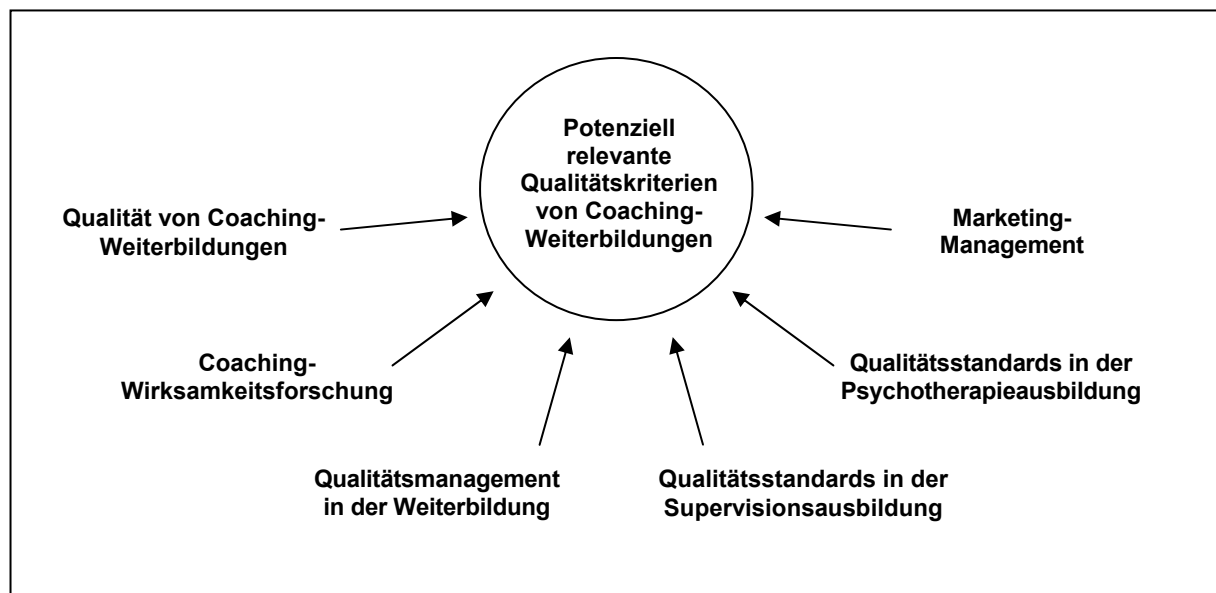 Potenziell
relevante
Qualitätskriterien
von Coaching-
Weiterbildungen
Qualität von Coaching-
Weiterbildungen
Marketing-
Management
Coaching-
Wirksamkeitsforschung
Qualitätsstandards in der
Psychotherapieausbildung
Qualitätsmanagement
in der Weiterbildung
Qualitätsstandards in der
Supervisionsausbildung